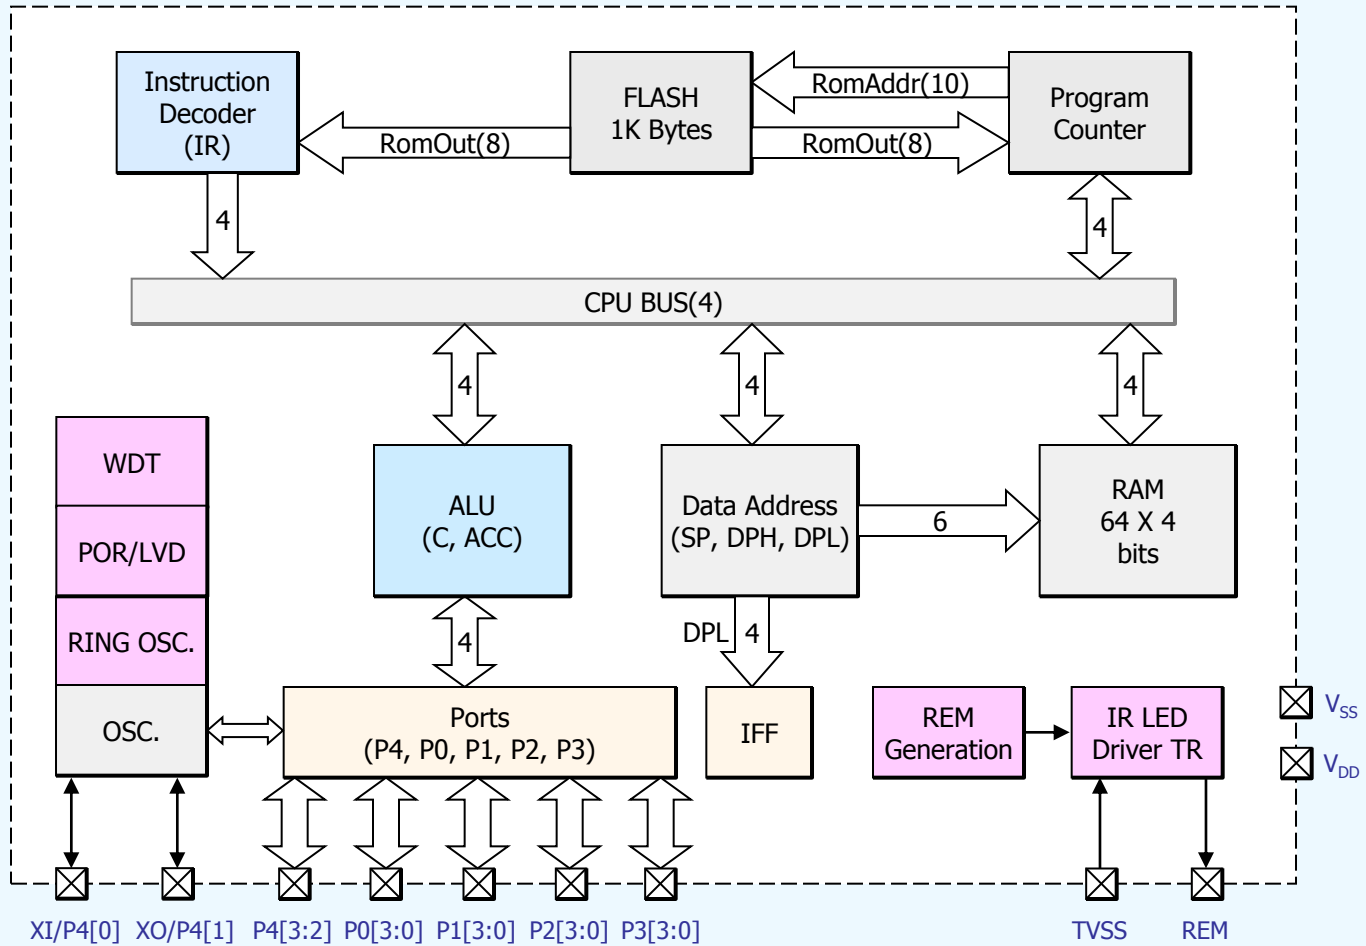 Instruction
Decoder
(IR)
RomOut(8)
FLASH
1K Bytes
RomAddr(10)
RomOut(8)
Program
Counter
4
4
CPU BUS(4)
4
4
4
WDT
POR/LVD
RING OSC.
OSC.
ALU
(C, ACC)
Data Address
(SP, DPH, DPL)
6
RAM
64 X 4
bits
4
DPL
4
Ports
(P4, P0, P1, P2, P3)
IFF
REM
Generation
IR LED
Driver TR
VSS
VDD
XI/P4[0]
XO/P4[1]
P4[3:2]
P0[3:0]
P1[3:0]
P2[3:0]
P3[3:0]
TVSS
REM